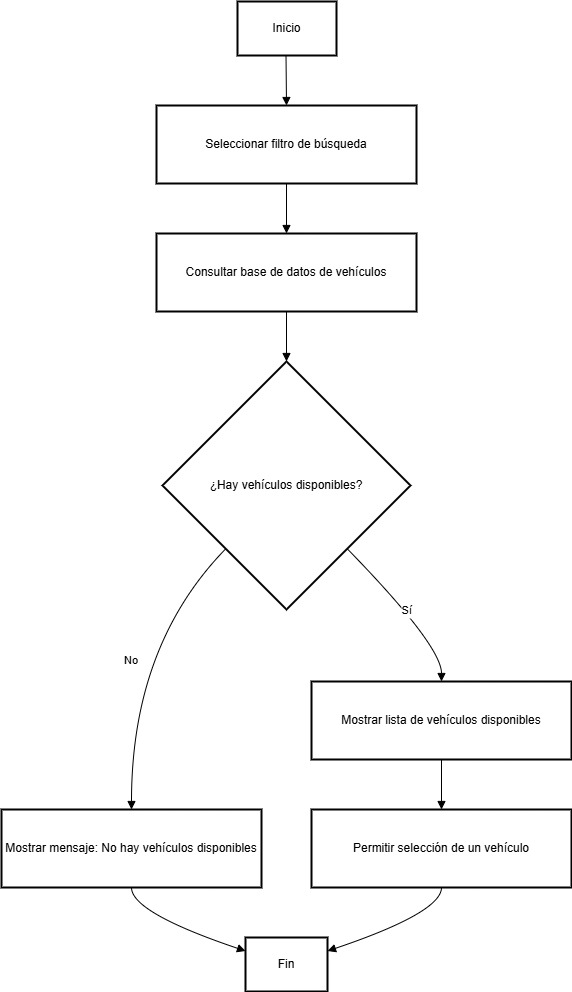 Inicio
Seleccionar filtro de búsqueda
Consultar base de datos de vehículos
¿Hay vehículos disponibles?
Sí
No
Mostrar lista de vehículos disponibles
Mostrar mensaje: No hay vehículos disponibles
Permitir selección de un vehículo
Fin